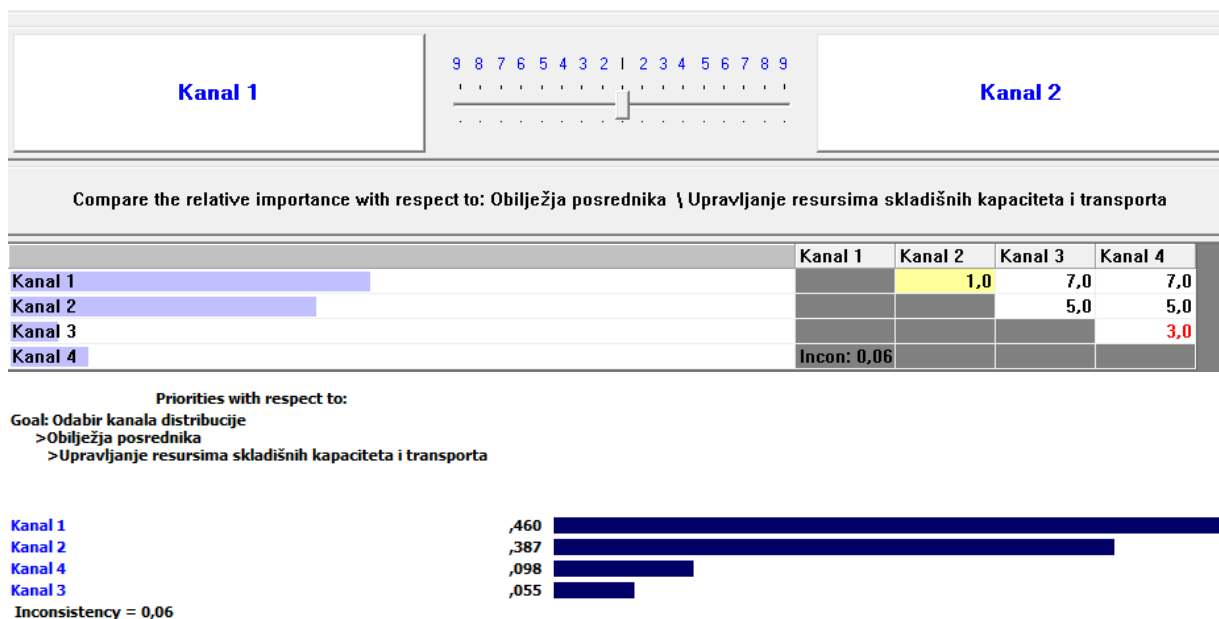 Kanal 1 9 8 7 6 5 4 3 2 1 2 3 4 5 6 7 8 9 Kanal 2
Compare the relative importance with respect to: Obilježja posrednika \ Upravljanje resursima skladišnih kapaciteta i transporta
Kanal 1 Kanal 2 Kanal 3 Kanal 4
Kanal 1 1,0 7,0 7,0
Kanal 2 5,0 5,0
Kanal 3 3,0
Kanal 4 Incon: 0,06
Priorities with respect to:
Goal: Odabir kanala distribucije
>Obilježja posrednika
>Upravljanje resursima skladišnih kapaciteta i transporta
Kanal 1 ,460
Kanal 2 ,387
Kanal 4 ,098
Kanal 3 ,055
Inconsistency = 0,06